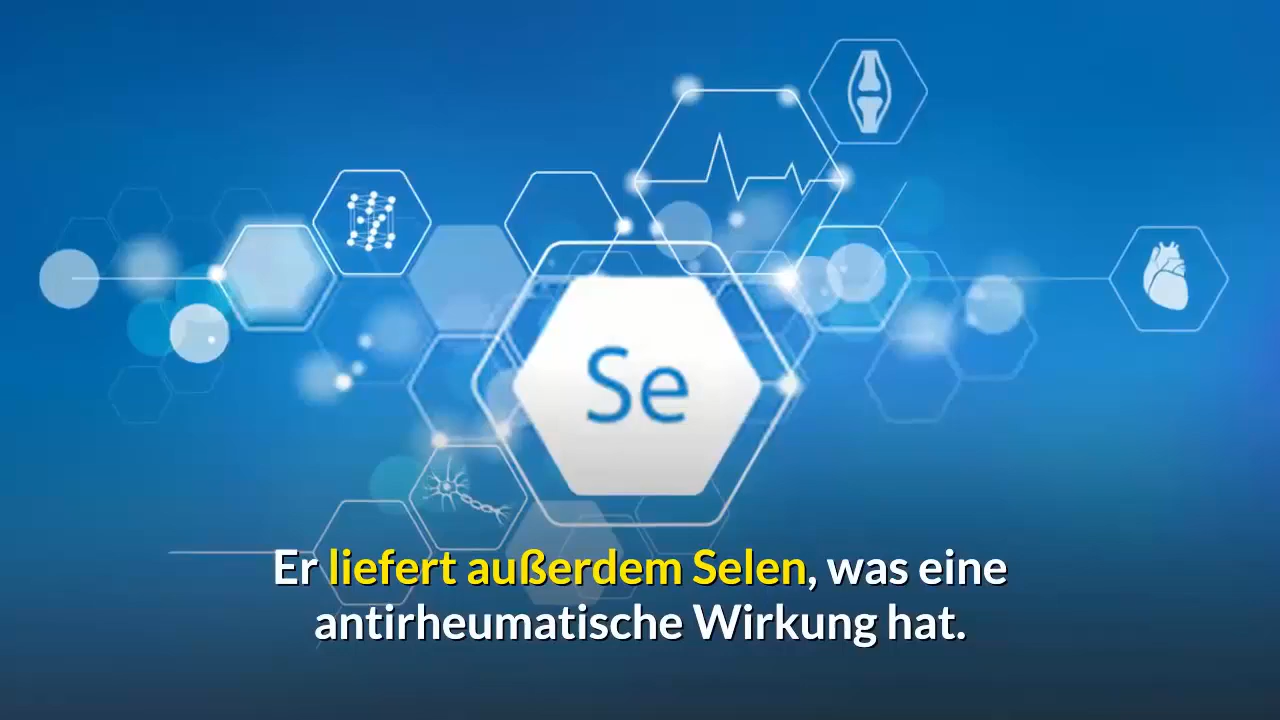 Se
Er liefert außerdem Selen, was eine
antirheumatische Wirkung hat.